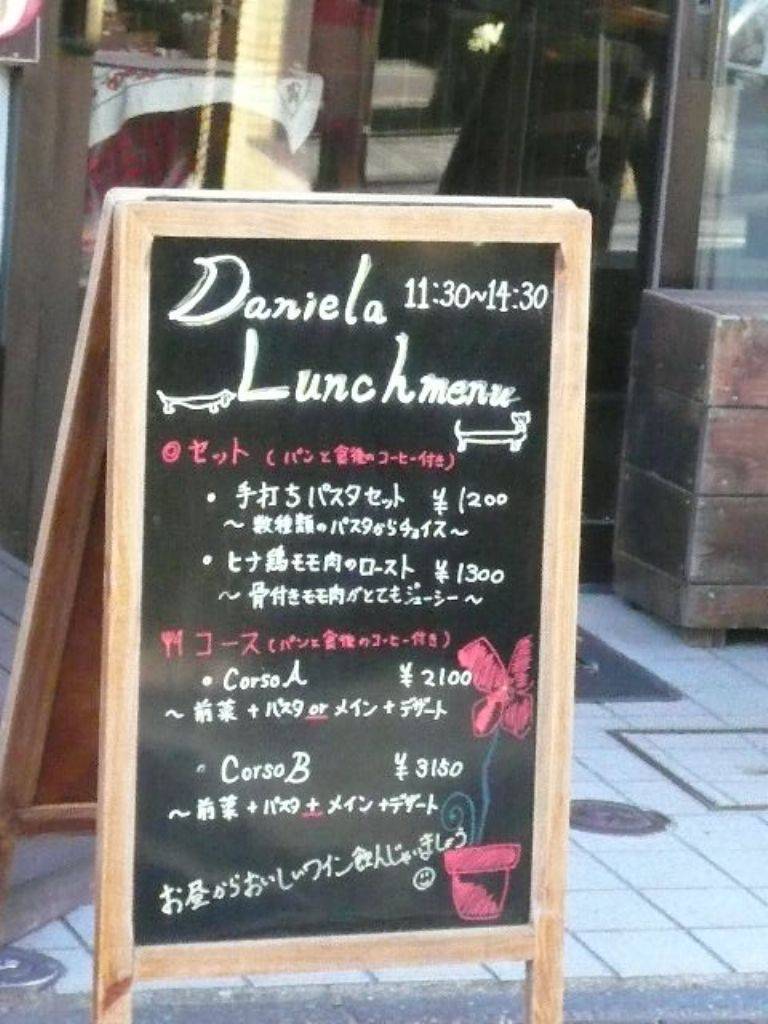 Daniela 11:30~14:30
Lunch menu
◎ セット (パンと食後のコーヒー付き)
・ 手打ちパスタセット ¥1200
~ 数種類のパスタからチョイス ~
・ ヒナ鶏モモ肉のロースト ¥1300
~ 骨付きモモ肉がとてもジューシー ~
コース (パンと食後のコーヒー付き)
・ Corso A ¥2100
~ 前菜 + パスタ or メイン + デザート
・ Corso B ¥3150
~ 前菜 + パスタ + メイン + デザート
お昼からおいしいワイン飲んじゃいましょう